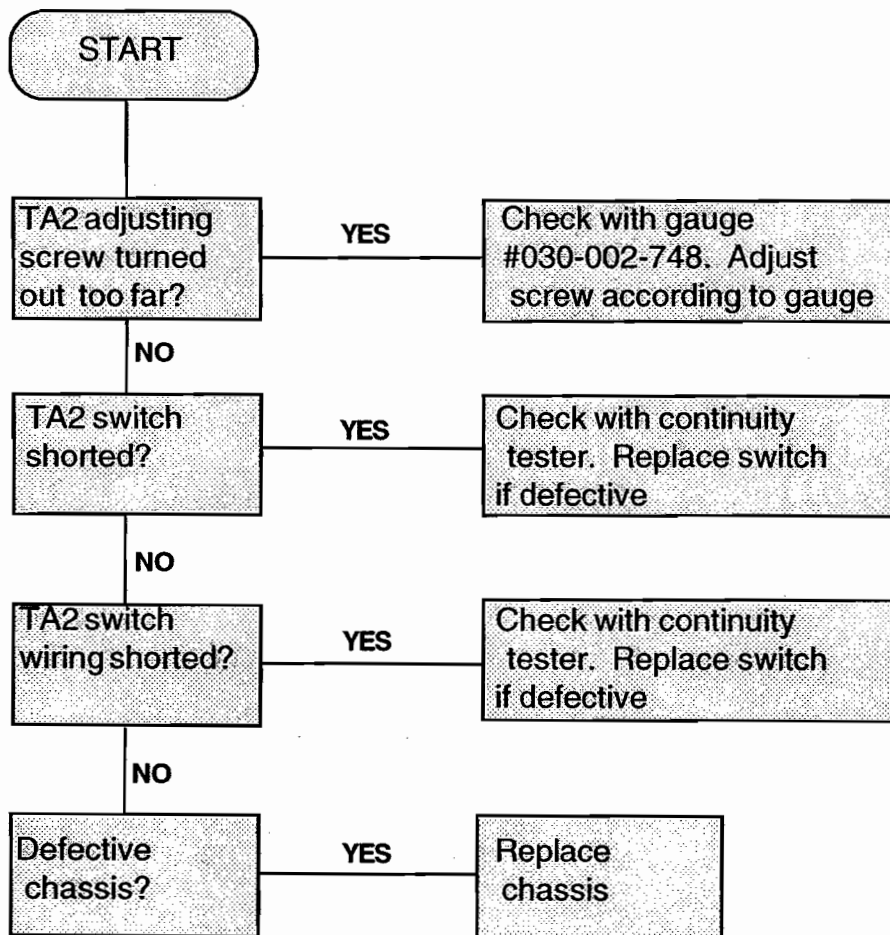 START
TA2 adjusting
screw turned
out too far?
YES
Check with gauge
#030-002-748. Adjust
screw according to gauge
NO
TA2 switch
shorted?
YES
Check with continuity
tester. Replace switch
if defective
NO
TA2 switch
wiring shorted?
YES
Check with continuity
tester. Replace switch
if defective
NO
Defective
chassis?
YES
Replace
chassis